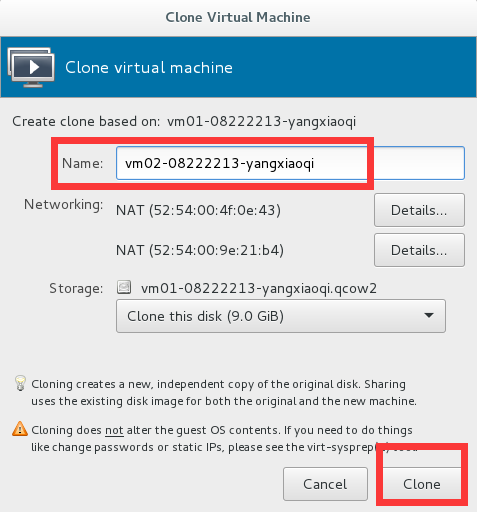 Clone Virtual Machine
Clone virtual machine
Create clone based on: vm01-08222213-yangxiaoqi
Name: vm02-08222213-yangxiaoqi
Networking: NAT (52:54:00:4f:0e:43) Details...
NAT (52:54:00:9e:21:b4) Details...
Storage: vm01-08222213-yangxiaoqi.qcow2
Clone this disk (9.0 GiB)
Cloning creates a new, independent copy of the original disk. Sharing
uses the existing disk image for both the original and the new machine.
Cloning does not alter the guest OS contents. If you need to do things
like change passwords or static IPs, please see the
Cancel Clone